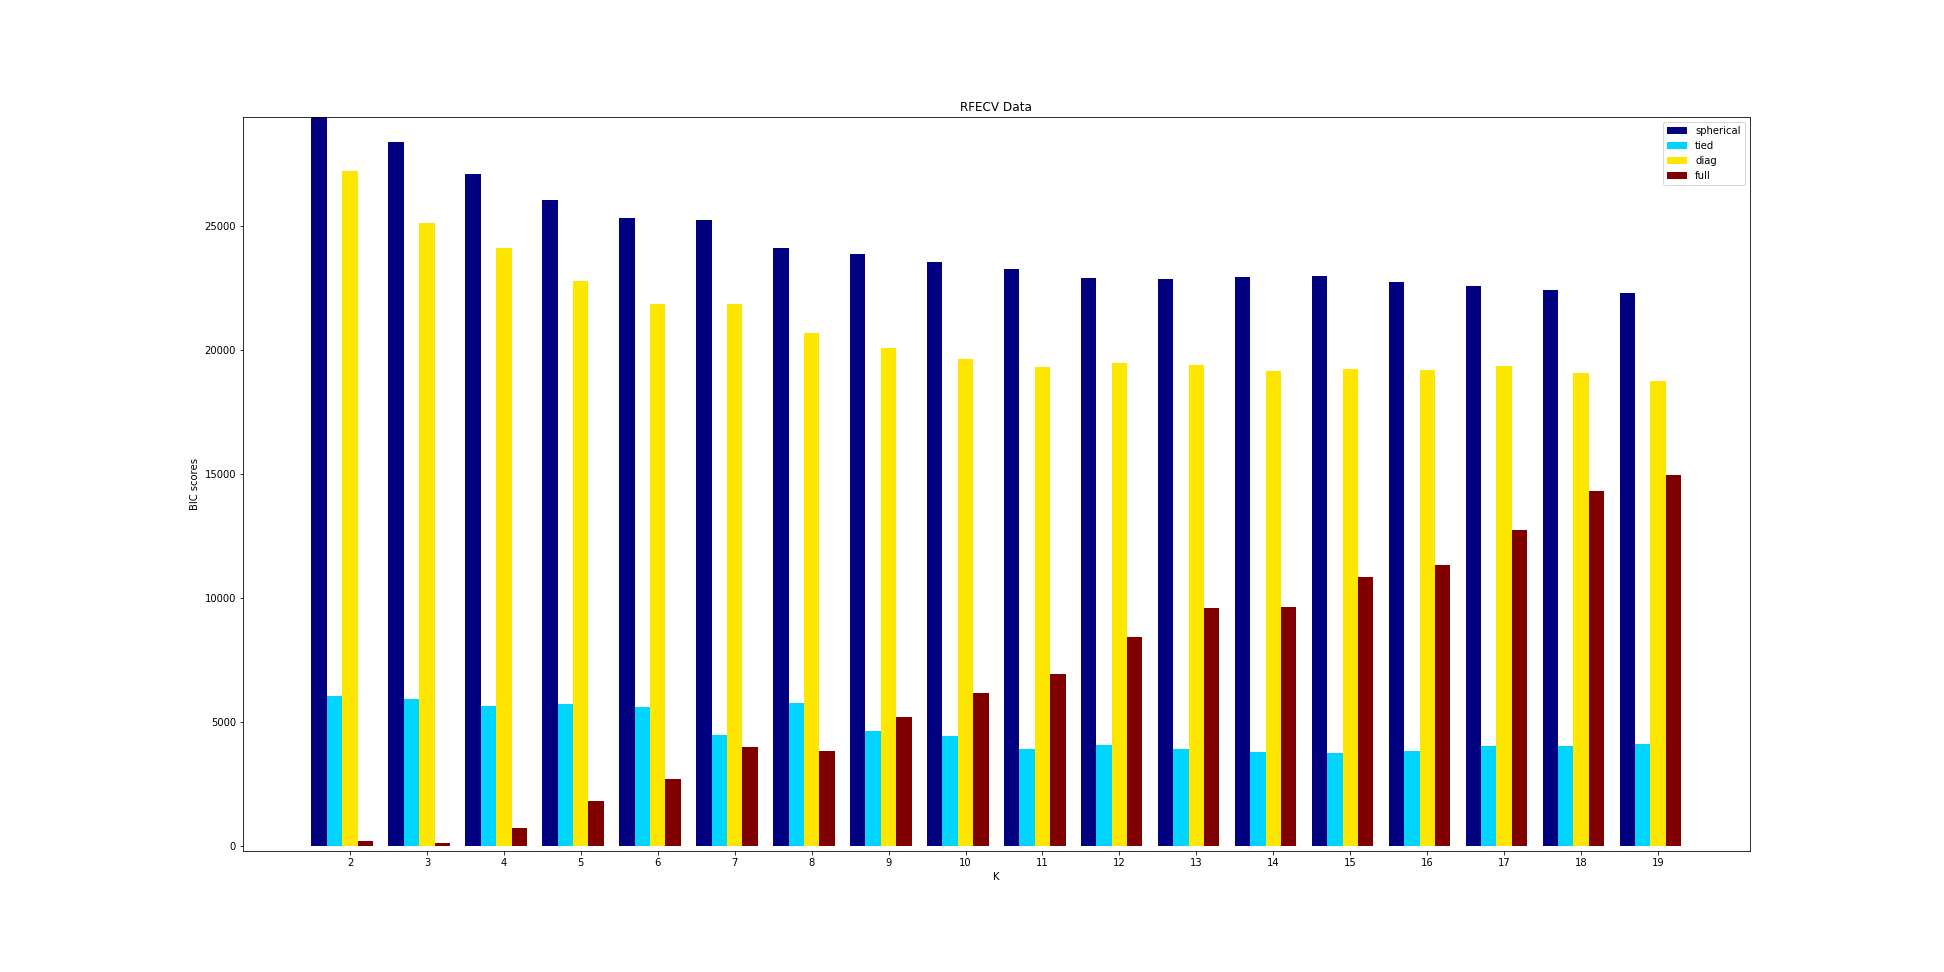 RFECV Data
spherical
tied
diag
full
25000
20000
15000
10000
5000
0
BIC scores
2 3 4 5 6 7 8 9 10 11 12 13 14 15 16 17 18 19
K